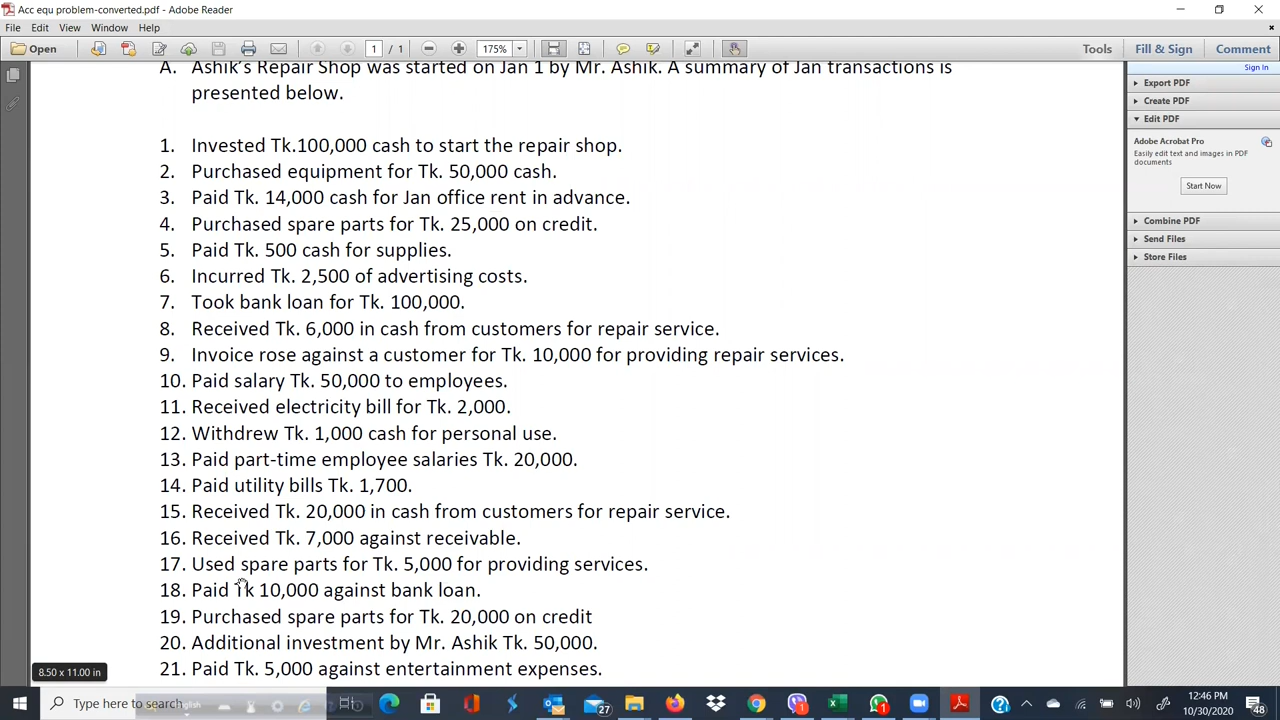 Acc equ problem-converted.pdf - Adobe Reader
File Edit View Window Help
Open 1 / 1 175% Tools Fill & Sign Comment
Sign In
A. Ashik's Repair Shop was started on Jan 1 by Mr. Ashik. A summary of Jan transactions is
presented below.
1. Invested Tk.100,000 cash to start the repair shop.
2. Purchased equipment for Tk. 50,000 cash.
3. Paid Tk. 14,000 cash for Jan office rent in advance.
4. Purchased spare parts for Tk. 25,000 on credit.
5. Paid Tk. 500 cash for supplies.
6. Incurred Tk. 2,500 of advertising costs.
7. Took bank loan for Tk. 100,000.
8. Received Tk. 6,000 in cash from customers for repair service.
9. Invoice rose against a customer for Tk. 10,000 for providing repair services.
10. Paid salary Tk. 50,000 to employees.
11. Received electricity bill for Tk. 2,000.
12. Withdrew Tk. 1,000 cash for personal use.
13. Paid part-time employee salaries Tk. 20,000.
14. Paid utility bills Tk. 1,700.
15. Received Tk. 20,000 in cash from customers for repair service.
16. Received Tk. 7,000 against receivable.
17. Used spare parts for Tk. 5,000 for providing services.
18. Paid Tk 10,000 against bank loan.
19. Purchased spare parts for Tk. 20,000 on credit
20. Additional investment by Mr. Ashik Tk. 50,000.
21. Paid Tk. 5,000 against entertainment expenses.
Export PDF
Create PDF
Edit PDF
Adobe Acrobat Pro
Easily edit text and images in PDF
documents
Start Now
Combine PDF
Send Files
Store Files
8.50 x 11.00 in
Type here to search
English
27
1
12:46 PM
10/30/2020
48